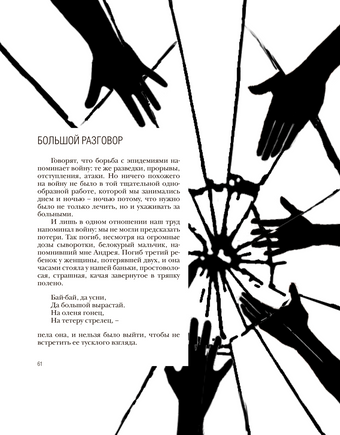 БОЛЬШОЙ РАЗГОВОР
Говорят, что борьба с эпидемиями на-
поминает войну: те же разведки, прорывы,
отступления, атаки. Но ничего похожего
на войну не было в той тщательной одно-
образной работе, которой мы занимались
днем и ночью – ночью потому, что нужно
было не только лечить, но и ухаживать за
больными.
И лишь в одном отношении наш труд
напоминал войну: мы не могли предсказать
потери. Так погиб, несмотря на огромные
дозы сыворотки, белокурый мальчик, на-
помнивший мне Андрея. Погиб третий ре-
бенок у женщины, потерявшей двух, и она
часами стояла у нашей баньки, простоволо-
сая, страшная, качая завернутое в тряпку
полено.
Бай-бай, да усни,
Да большой вырастай.
На оленя гонец,
На тетеру стрелец, –
пела она, и нельзя было выйти, чтобы не
встретить ее тусклого взгляда.
61